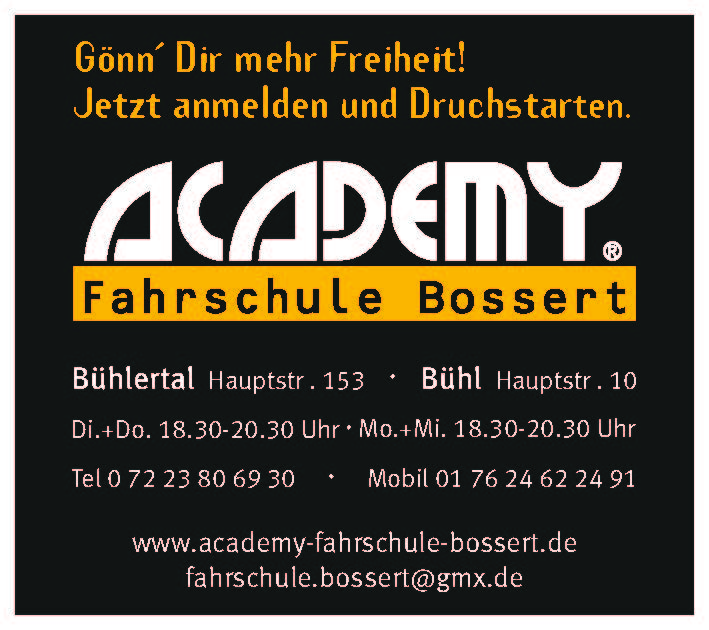 Gönn´ Dir mehr Freiheit!
Jetzt anmelden und Druchstarten.
ACADEMY®
Fahrschule Bossert
Bühlertal Hauptstr. 153 · Bühl Hauptstr. 10
Di.+Do. 18.30-20.30 Uhr · Mo.+Mi. 18.30-20.30 Uhr
Tel 0 72 23 80 69 30 · Mobil 01 76 24 62 24 91
www.academy-fahrschule-bossert.de
fahrschule.bossert@gmx.de